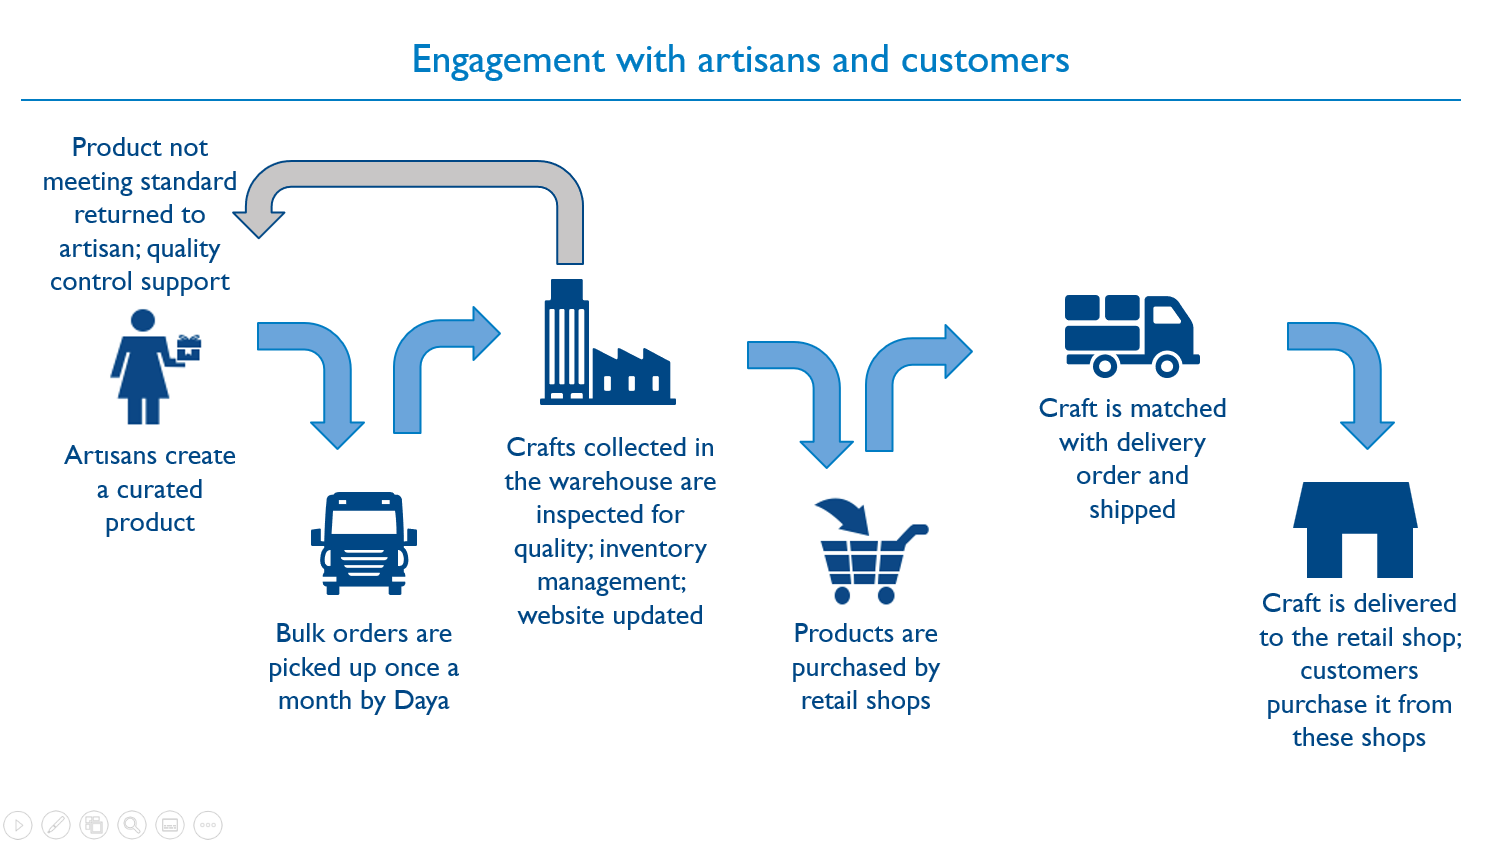 Engagement with artisans and customers
Product not
meeting standard
returned to
artisan; quality
control support
Artisans create
a curated
product
Bulk orders are
picked up once a
month by Daya
Crafts collected in
the warehouse are
inspected for
quality; inventory
management;
website updated
Products are
purchased by
retail shops
Craft is matched
with delivery
order and
shipped
Craft is delivered
to the retail shop;
customers
purchase it from
these shops